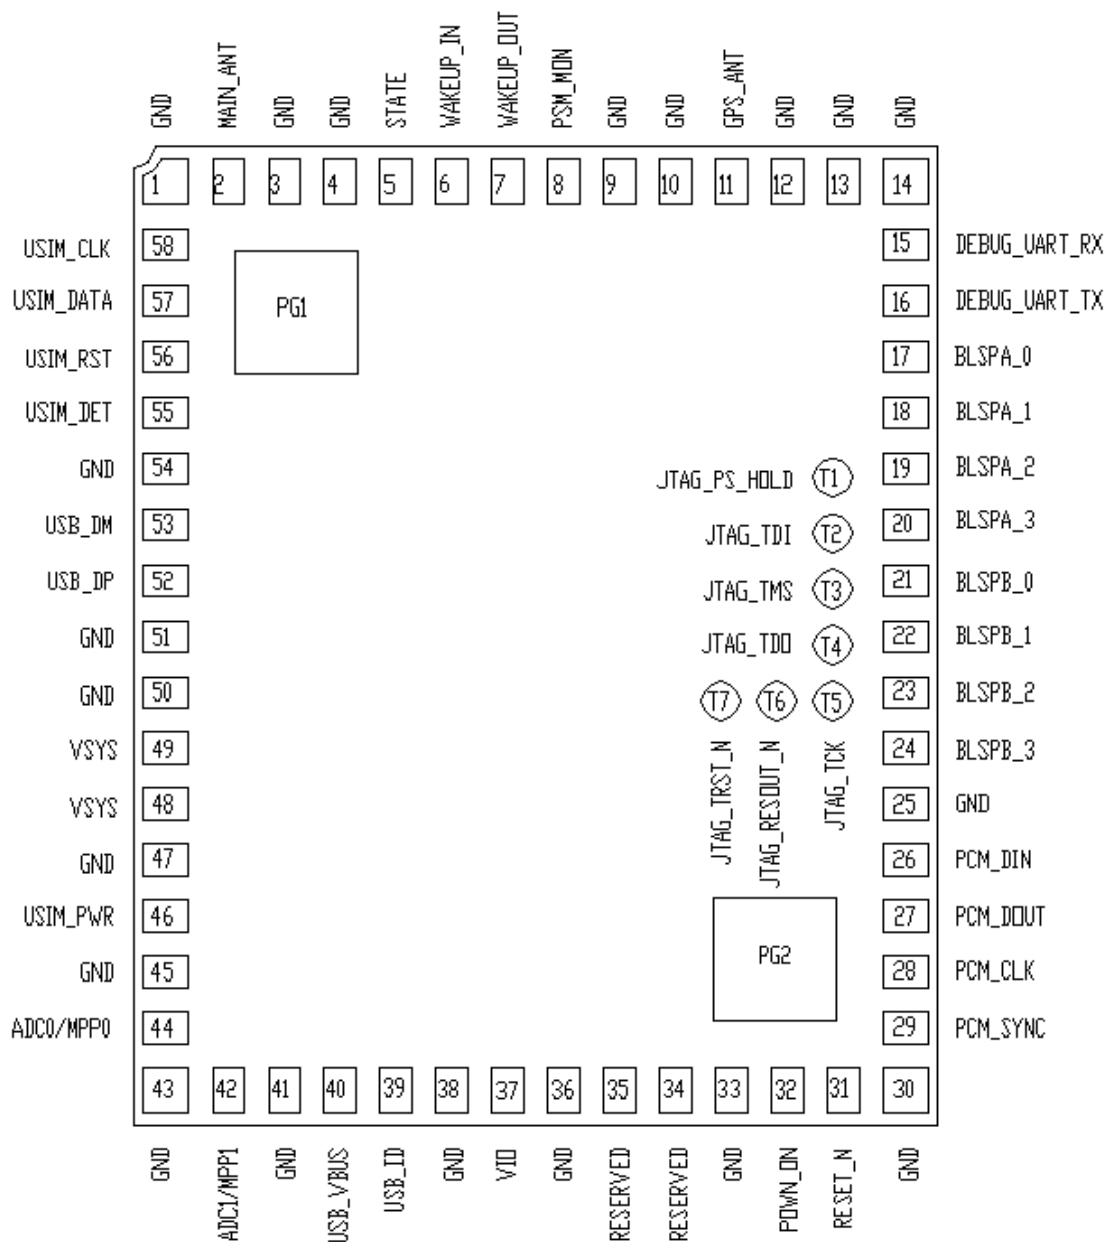 GND MAIN_ANT GND GND STATE WAKEUP_IN WAKEUP_OUT PSM_MON GND GND GPS_ANT GND GND GND
1 2 3 4 5 6 7 8 9 10 11 12 13 14
USIM_CLK 58 15 DEBUG_UART_RX
USIM_DATA 57 PG1 16 DEBUG_UART_TX
USIM_RST 56 17 BLSPA_0
USIM_DET 55 18 BLSPA_1
GND 54 JTAG_PS_HOLD T1 19 BLSPA_2
USB_DM 53 JTAG_TDI T2 20 BLSPA_3
USB_DP 52 JTAG_TMS T3 21 BLSPB_0
GND 51 JTAG_TDO T4 22 BLSPB_1
GND 50 T7 T6 T5 23 BLSPB_2
VSYS 49 24 BLSPB_3
JTAG_TRST_N JTAG_RESOUT_N JTAG_TCK
VSYS 48 25 GND
GND 47 26 PCM_DIN
USIM_PWR 46 27 PCM_DOUT
GND 45 PG2 28 PCM_CLK
ADC0/MPP0 44 29 PCM_SYNC
43 42 41 40 39 38 37 36 35 34 33 32 31 30
GND ADC1/MPP1 GND USB_VBUS USB_ID GND VIO GND RESERVED RESERVED GND POWN_ON RESET_N GND